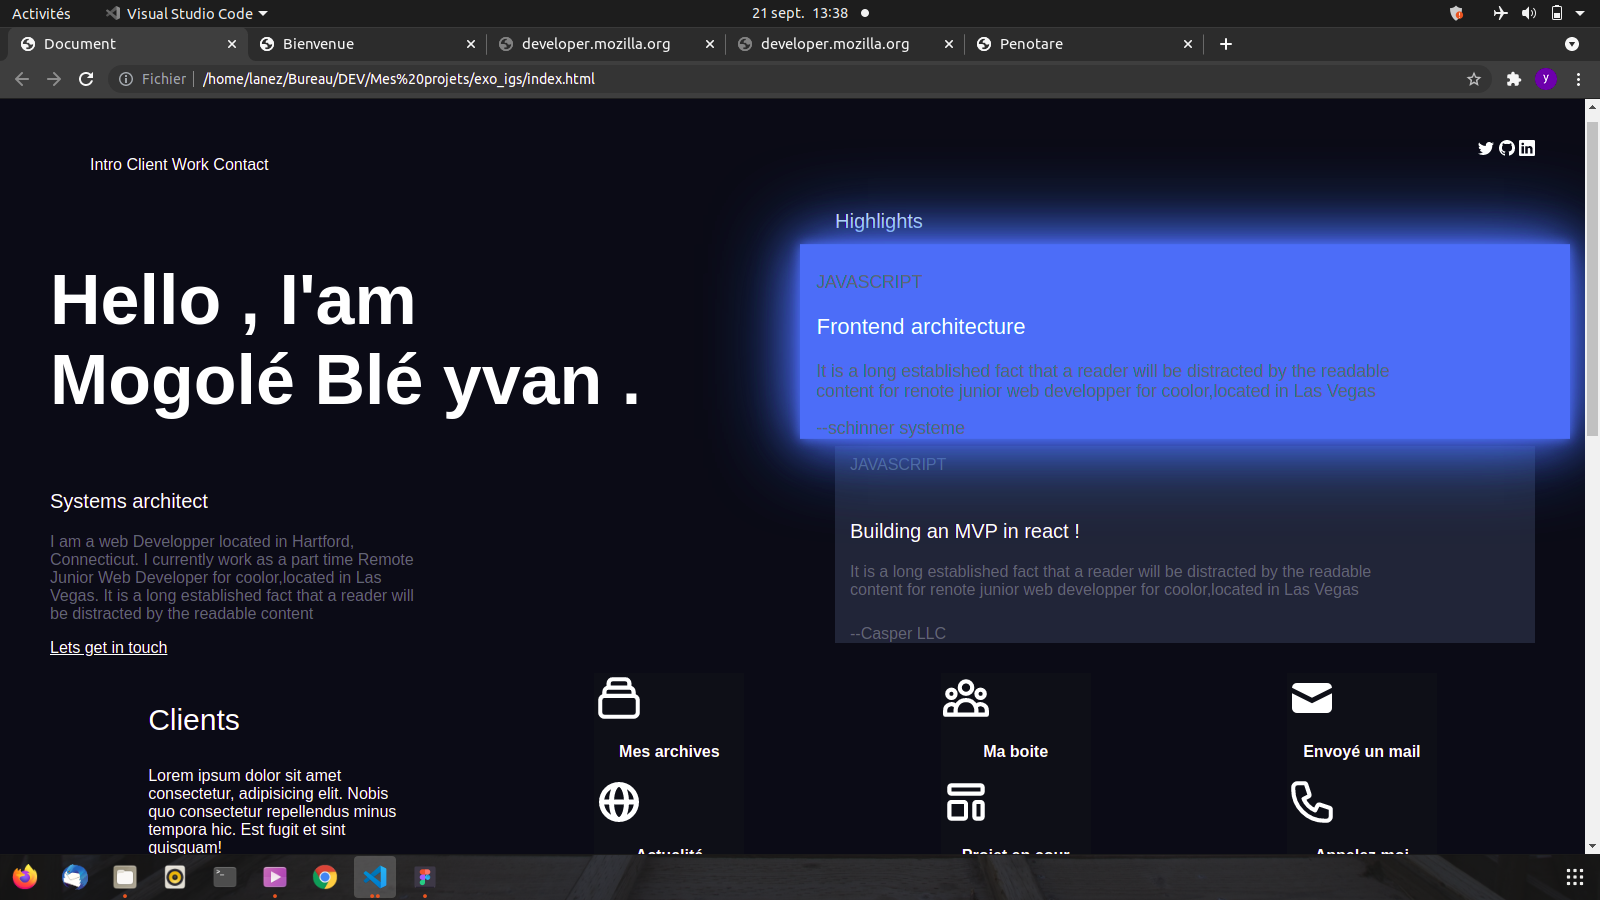 Activités
Visual Studio Code
21 sept. 13:38
Document
Bienvenue
developer.mozilla.org
developer.mozilla.org
Penotare
Fichier
/home/lanez/Bureau/DEV/Mes%20projets/exo_igs/index.html
y
Intro Client Work Contact
Hello , I'am
Mogolé Blé yvan .
Systems architect
I am a web Developper located in Hartford,
Connecticut. I currently work as a part time Remote
Junior Web Developer for coolor,located in Las
Vegas. It is a long established fact that a reader will
be distracted by the readable content
Lets get in touch
Highlights
JAVASCRIPT
Frontend architecture
It is a long established fact that a reader will be distracted by the readable
content for renote junior web developper for coolor,located in Las Vegas
--schinner systeme
JAVASCRIPT
Building an MVP in react !
It is a long established fact that a reader will be distracted by the readable
content for renote junior web developper for coolor,located in Las Vegas
--Casper LLC
Clients
Lorem ipsum dolor sit amet
consectetur, adipisicing elit. Nobis
quo consectetur repellendus minus
tempora hic. Est fugit et sint
quisquam!
Mes archives
Ma boite
Envoyé un mail
Actualité
Projet en cour
Appelez moi